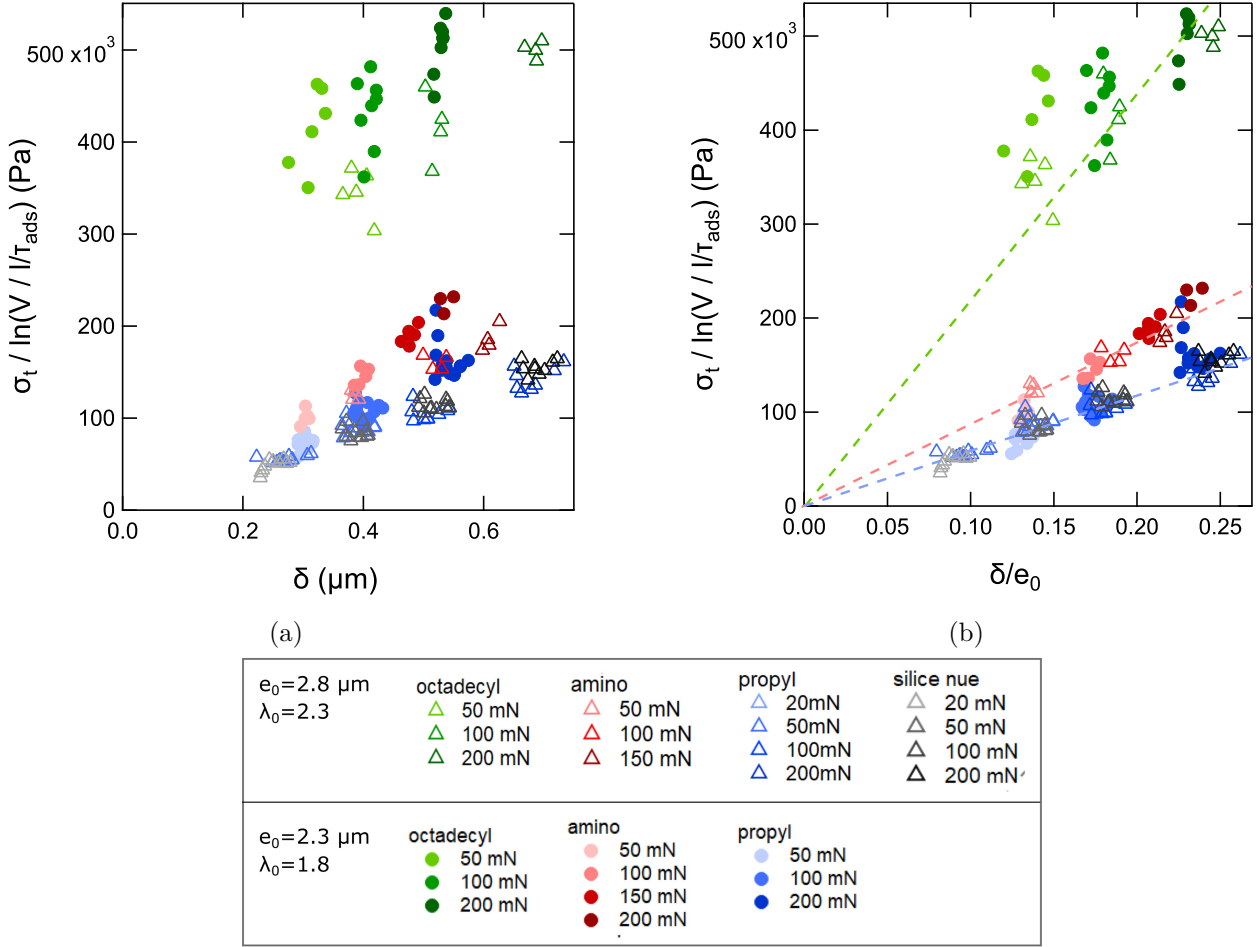 σt / ln(V / l/τads) (Pa)
500 x10³
400
300
200
100
0
0.0
0.2
0.4
0.6
δ (µm)
(a)
σt / ln(V / l/τads) (Pa)
500 x10³
400
300
200
100
0
0.00
0.05
0.10
0.15
0.20
0.25
δ/e₀
(b)
e₀=2.8 µm
λ₀=2.3
octadecyl
50 mN
100 mN
200 mN
amino
50 mN
100 mN
150 mN
propyl
20mN
50mN
100mN
200mN
silice nue
20 mN
50 mN
100 mN
200 mN
e₀=2.3 µm
λ₀=1.8
octadecyl
50 mN
100 mN
200 mN
amino
50 mN
100 mN
150 mN
200 mN
propyl
50 mN
100 mN
200 mN